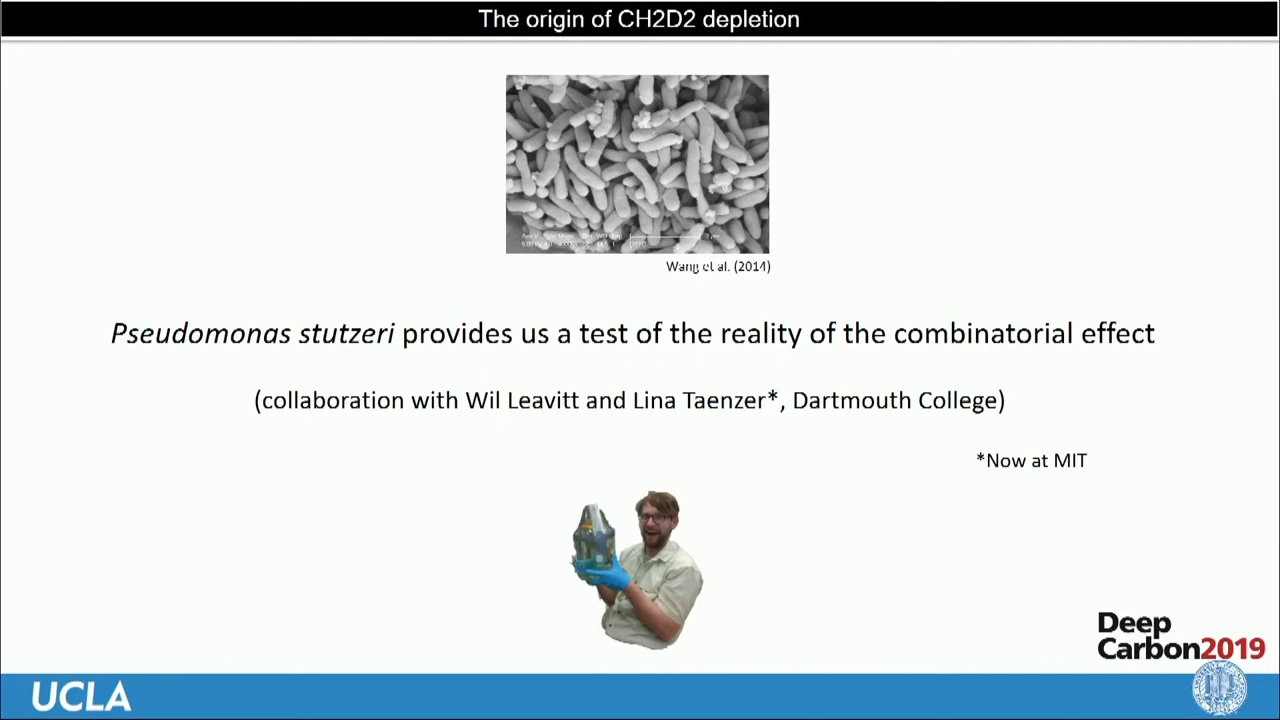 The origin of CH2D2 depletion
Wang et al. (2014)
Pseudomonas stutzeri provides us a test of the reality of the combinatorial effect
(collaboration with Wil Leavitt and Lina Taenzer*, Dartmouth College)
*Now at MIT
Deep
Carbon2019
UCLA